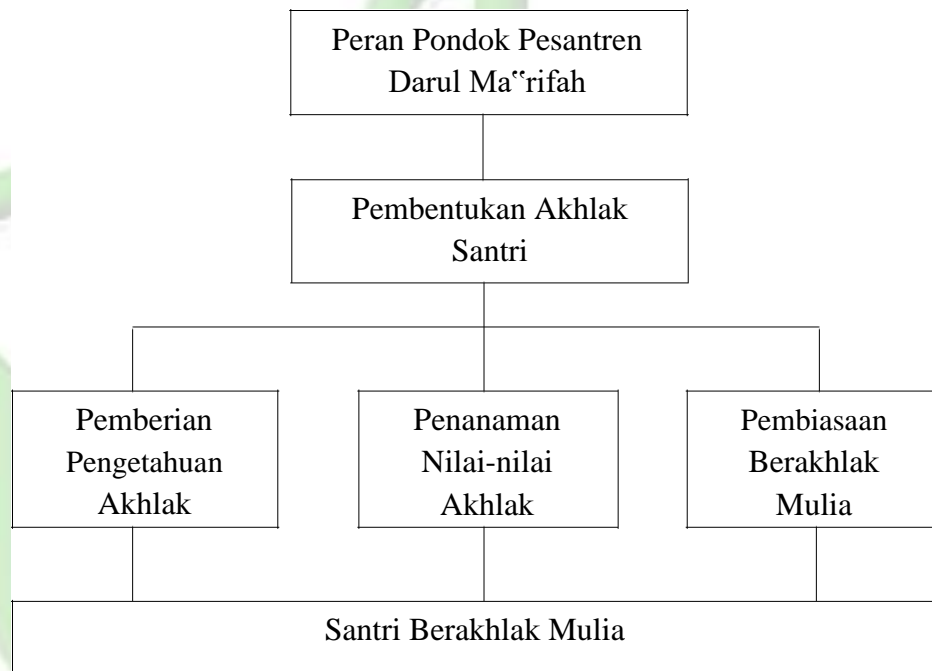 Peran Pondok Pesantren
Darul Ma‟rifah
Pembentukan Akhlak
Santri
Pemberian
Pengetahuan
Akhlak
Penanaman
Nilai-nilai
Akhlak
Pembiasaan
Berakhlak
Mulia
Santri Berakhlak Mulia